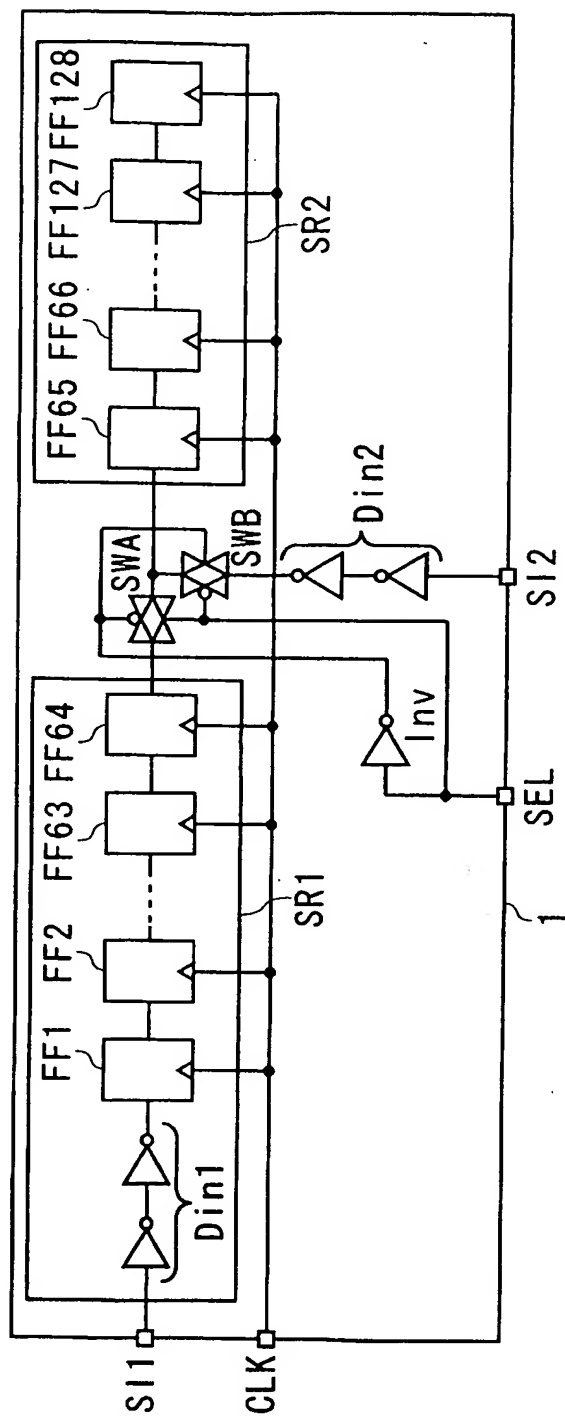 FF1
FF2
FF63
FF64
SWA
FF65
FF66
FF127
FF128
SI1
Din1
SR1
SWB
SR2
CLK
Inv
Din2
1
SEL
SI2